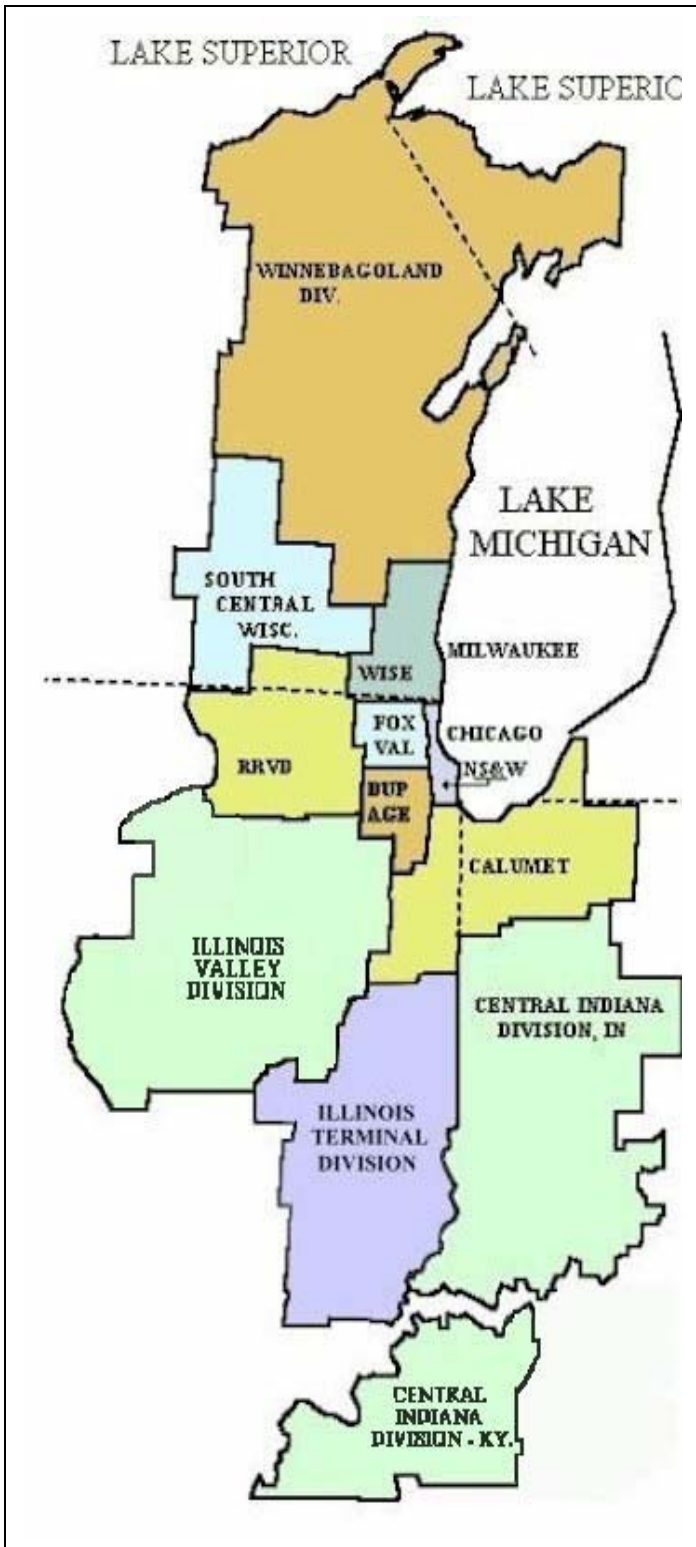 LAKE SUPERIOR
LAKE SUPERIO
WINNEBAGOLAND
DIV.
LAKE
MICHIGAN
SOUTH
CENTRAL
WISC.
WISE
MILWAUKEE
FOX
VAL
CHICAGO
NS&W
RRVD
DUP
AGE
CALUMET
ILLINOIS
VALLEY
DIVISION
CENTRAL INDIANA
DIVISION, IN
ILLINOIS
TERMINAL
DIVISION
CENTRAL
INDIANA
DIVISION - KY.